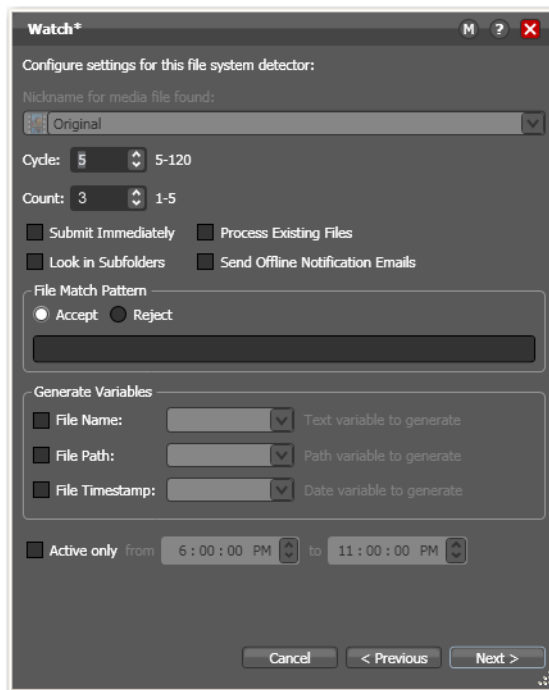 Watch*
M ?
Configure settings for this file system detector:
Nickname for media file found:
Original
Cycle: 5 5-120
Count: 3 1-5
Submit Immediately Process Existing Files
Look in Subfolders Send Offline Notification Emails
File Match Pattern
Accept Reject
Generate Variables
File Name: Text variable to generate
File Path: Path variable to generate
File Timestamp: Date variable to generate
Active only from 6:00:00 PM to 11:00:00 PM
Cancel < Previous Next >